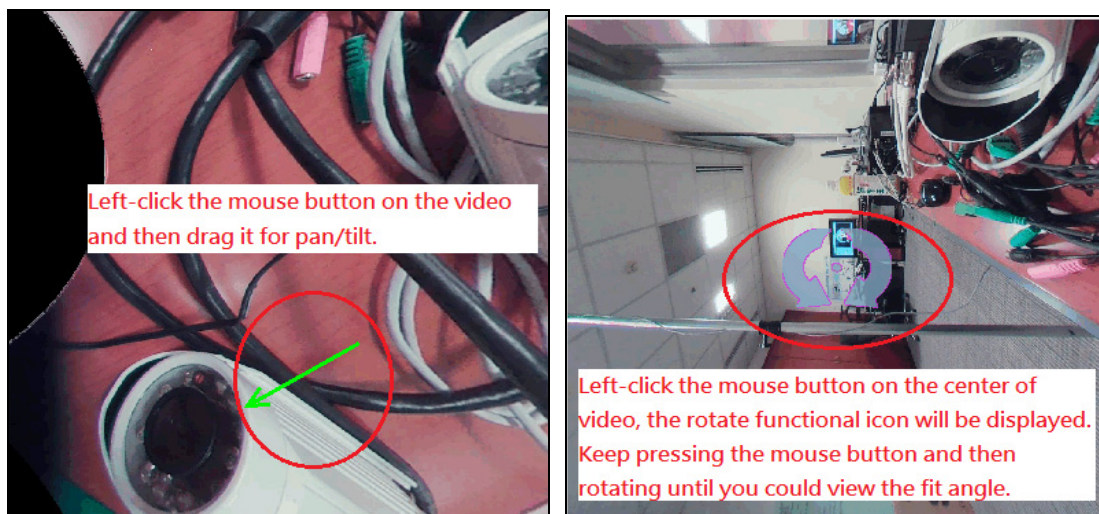 Left-click the mouse button on the video
and then drag it for pan/tilt.
Left-click the mouse button on the center of
video, the rotate functional icon will be displayed.
Keep pressing the mouse button and then
rotating until you could view the fit angle.